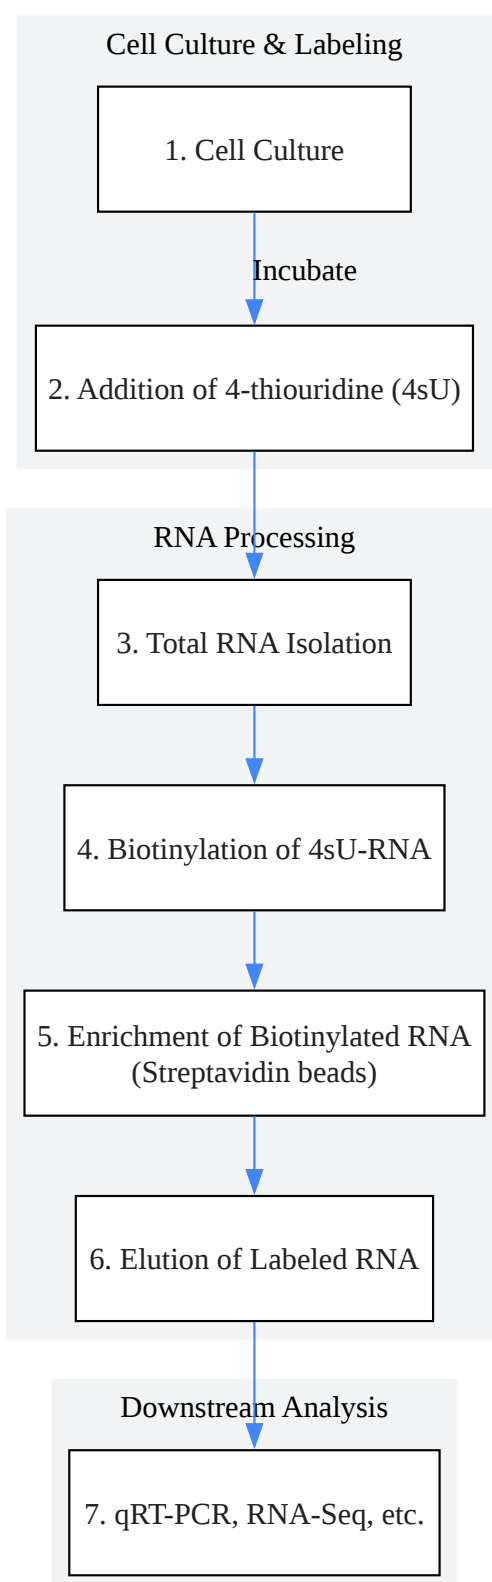 Cell Culture & Labeling
1. Cell Culture
Incubate
2. Addition of 4-thiouridine (4sU)
RNA Processing
3. Total RNA Isolation
4. Biotinylation of 4sU-RNA
5. Enrichment of Biotinylated RNA
(Streptavidin beads)
6. Elution of Labeled RNA
Downstream Analysis
7. qRT-PCR, RNA-Seq, etc.